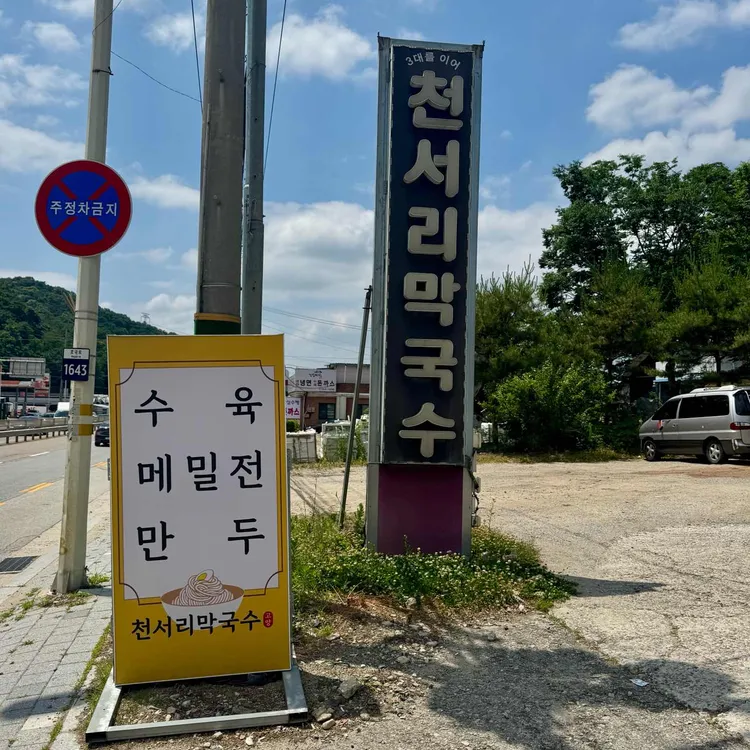 3대를 이어
천서리막국수
주정차금지
1643
수육
메밀전
만두
천서리막국수